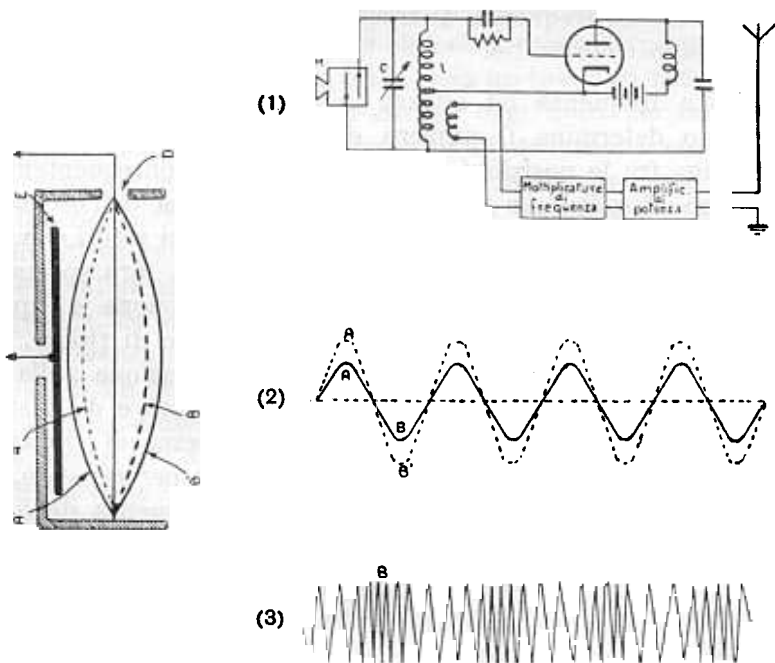 (1)
M
C
L
Moltiplicatore
di
frequenza
Amplific.
di
potenza
E
D
B
A
(2)
A
A
B
B
(3)
B